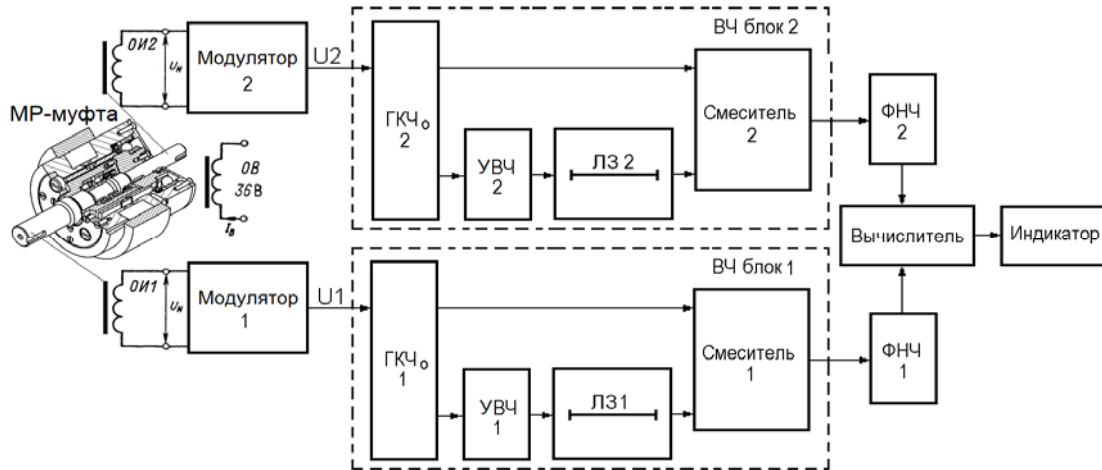 ВЧ блок 2
ОИ2
Uн
Модулятор
2
U2
ГКЧо
2
УВЧ
2
ЛЗ 2
Смеситель
2
ФНЧ
2
МР-муфта
ОВ
36В
Iв
Вычислитель
Индикатор
ВЧ блок 1
ОИ1
Uн
Модулятор
1
U1
ГКЧо
1
УВЧ
1
ЛЗ1
Смеситель
1
ФНЧ
1